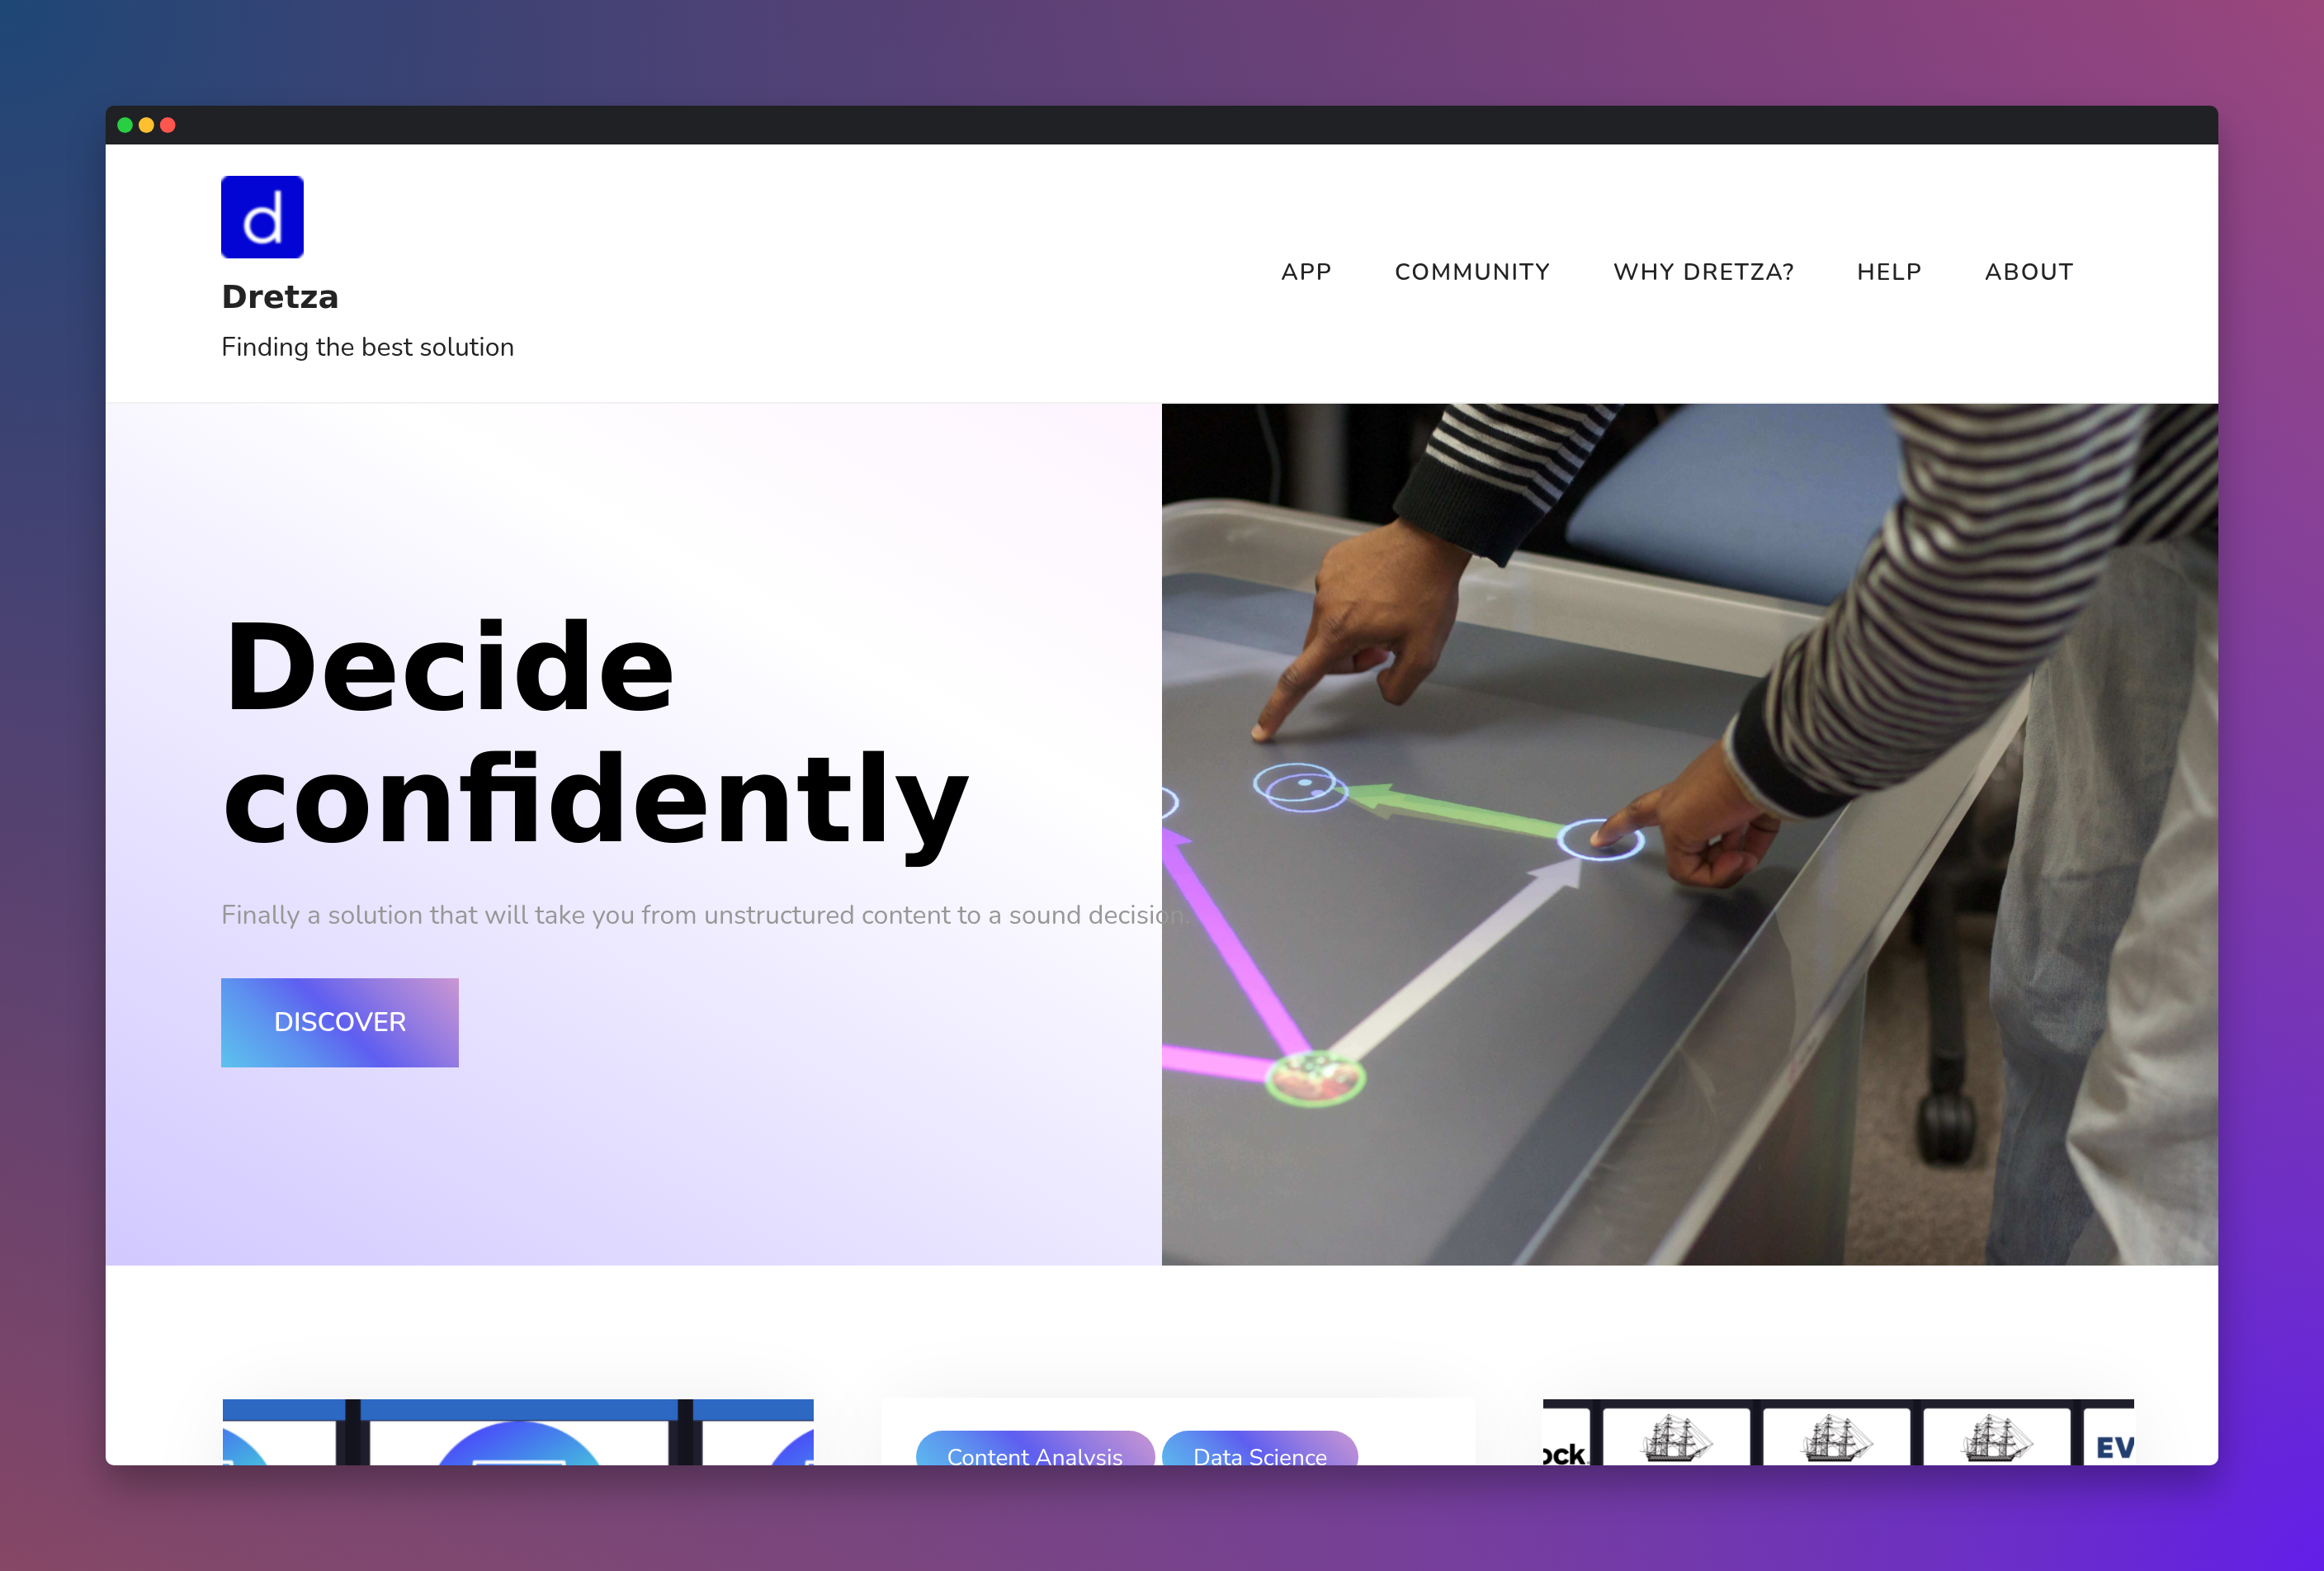 d
Dretza
Finding the best solution
APP COMMUNITY WHY DRETZA? HELP ABOUT
Decide
confidently
Finally a solution that will take you from unstructured content to a sound decision.
DISCOVER
Content Analysis Data Science
ock
EV